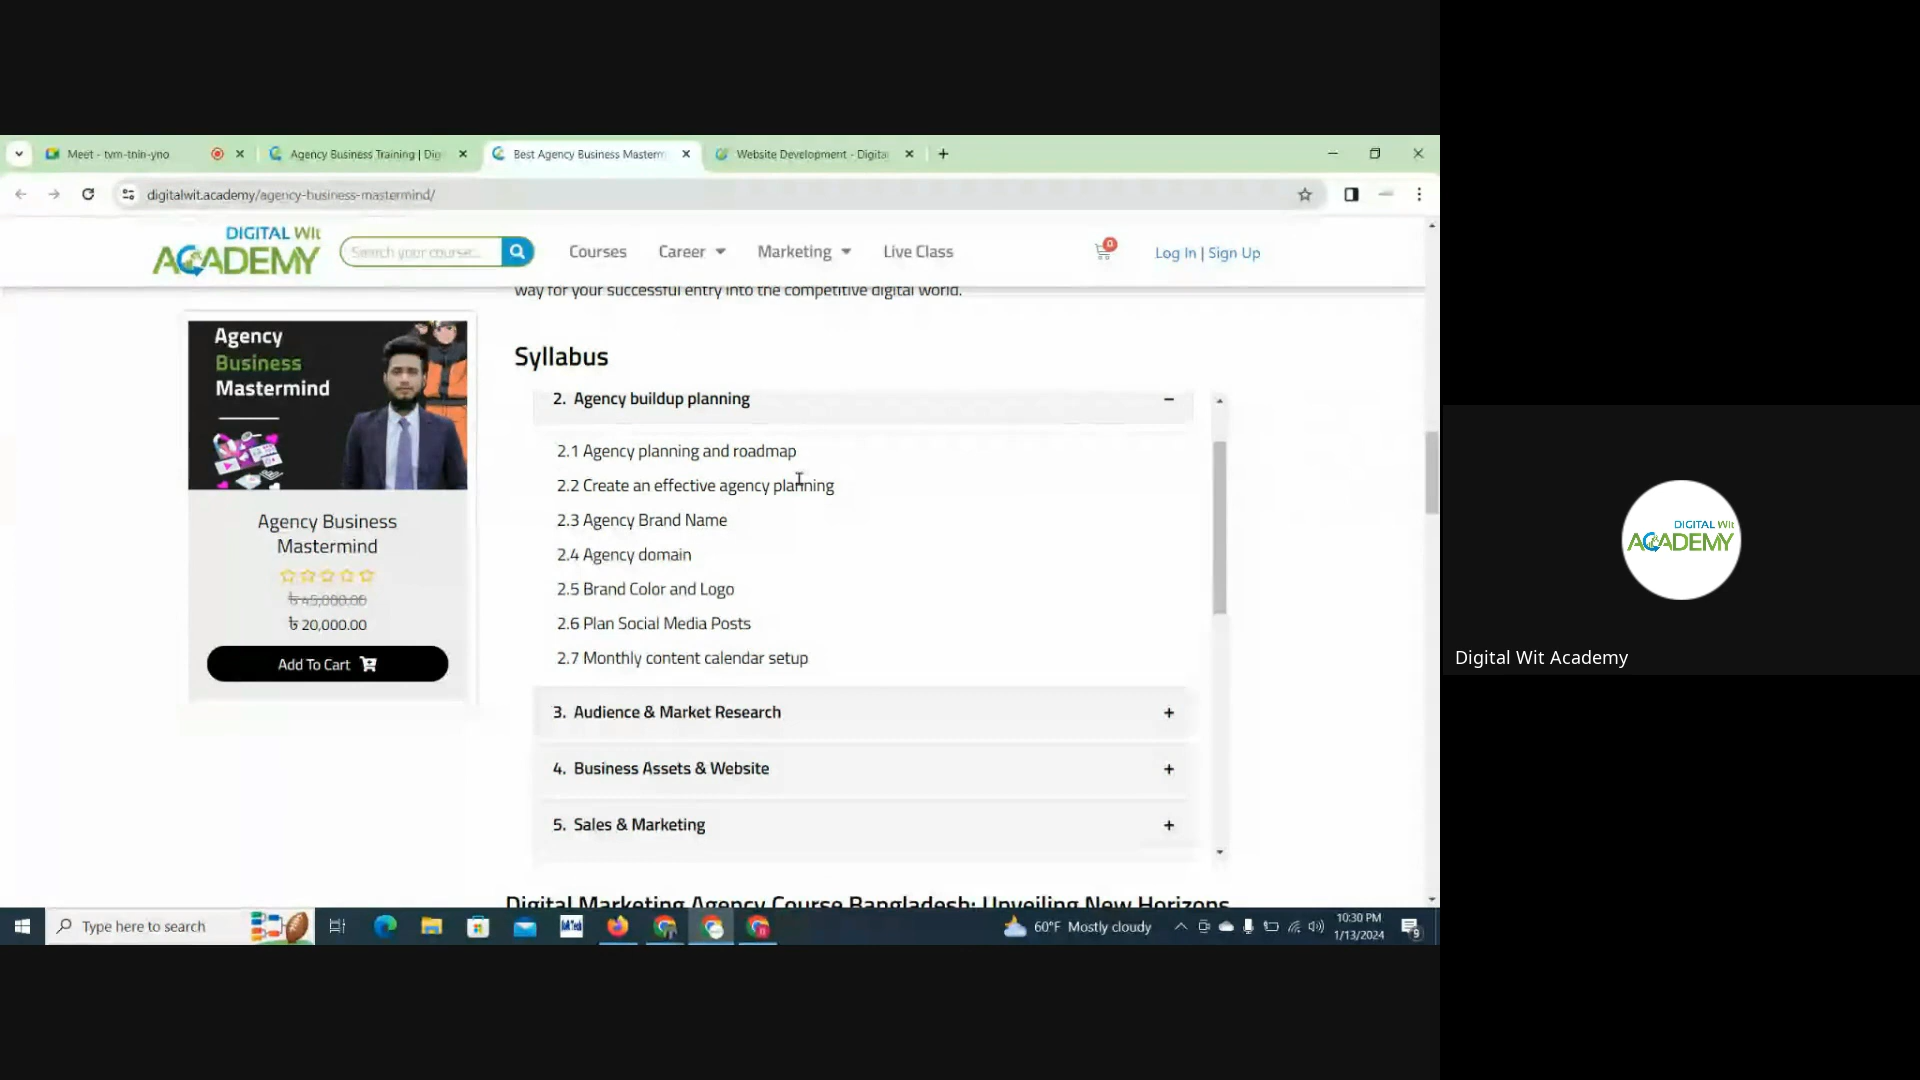 Meet - tvm-tnln-yno
Agency Business Training | Dig
Best Agency Business Masterm
Website Development - Digita
digitalwit.academy/agency-business-mastermind/
DIGITAL Wit
ACADEMY
Search your course...
Courses
Career
Marketing
Live Class
0
Log In | Sign Up
way for your successful entry into the competitive digital world.
Agency
Business
Mastermind
Agency Business
Mastermind
৳ 45,000.00
৳ 20,000.00
Add To Cart
Syllabus
2. Agency buildup planning
2.1 Agency planning and roadmap
2.2 Create an effective agency planning
2.3 Agency Brand Name
2.4 Agency domain
2.5 Brand Color and Logo
2.6 Plan Social Media Posts
2.7 Monthly content calendar setup
3. Audience & Market Research
4. Business Assets & Website
5. Sales & Marketing
Digital Marketing Agency Course Bangladesh: Unveiling New Horizons
Type here to search
60°F Mostly cloudy
10:30 PM
1/13/2024
9
DIGITAL Wit
ACADEMY
Digital Wit Academy